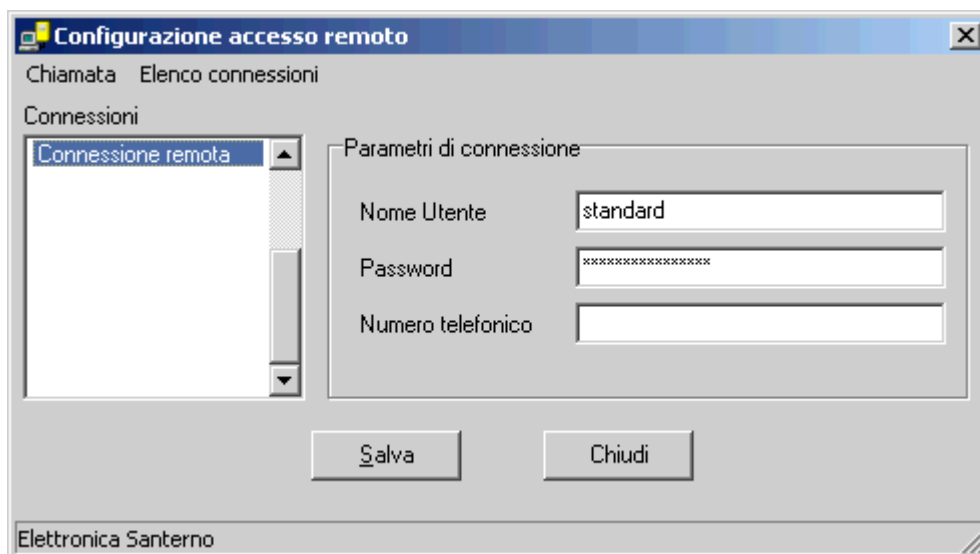 Configurazione accesso remoto
Chiamata Elenco connessioni
Connessioni
Connessione remota
Parametri di connessione
Nome Utente standard
Password ****************
Numero telefonico
Salva Chiudi
Elettronica Santerno